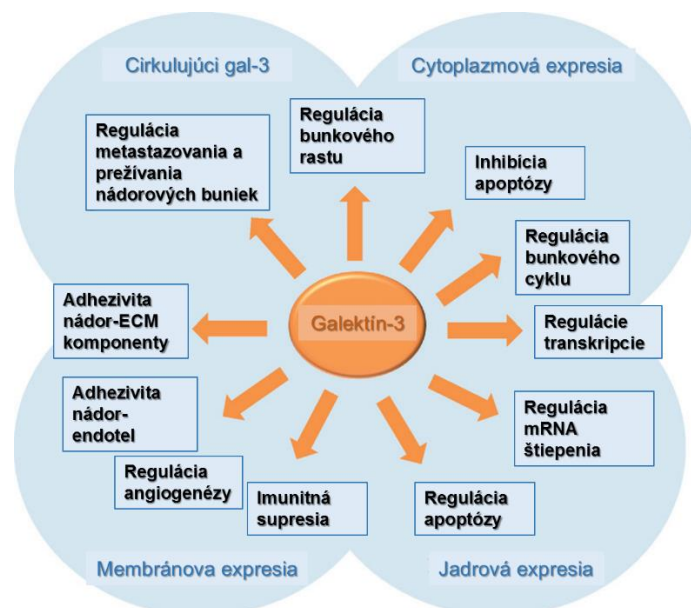 Cirkulujúci gal-3
Cytoplazmová expresia
Regulácia
metastazovania a
prežívania
nádorových buniek
Regulácia
bunkového
rastu
Inhibícia
apoptózy
Regulácia
bunkového
cyklu
Adhezivita
nádor-ECM
komponenty
Galektín-3
Regulácie
transkripcie
Adhezivita
nádor-
endotel
Regulácia
mRNA
štiepenia
Regulácia
angiogenézy
Imunitná
supresia
Regulácia
apoptózy
Membránova expresia
Jadrová expresia